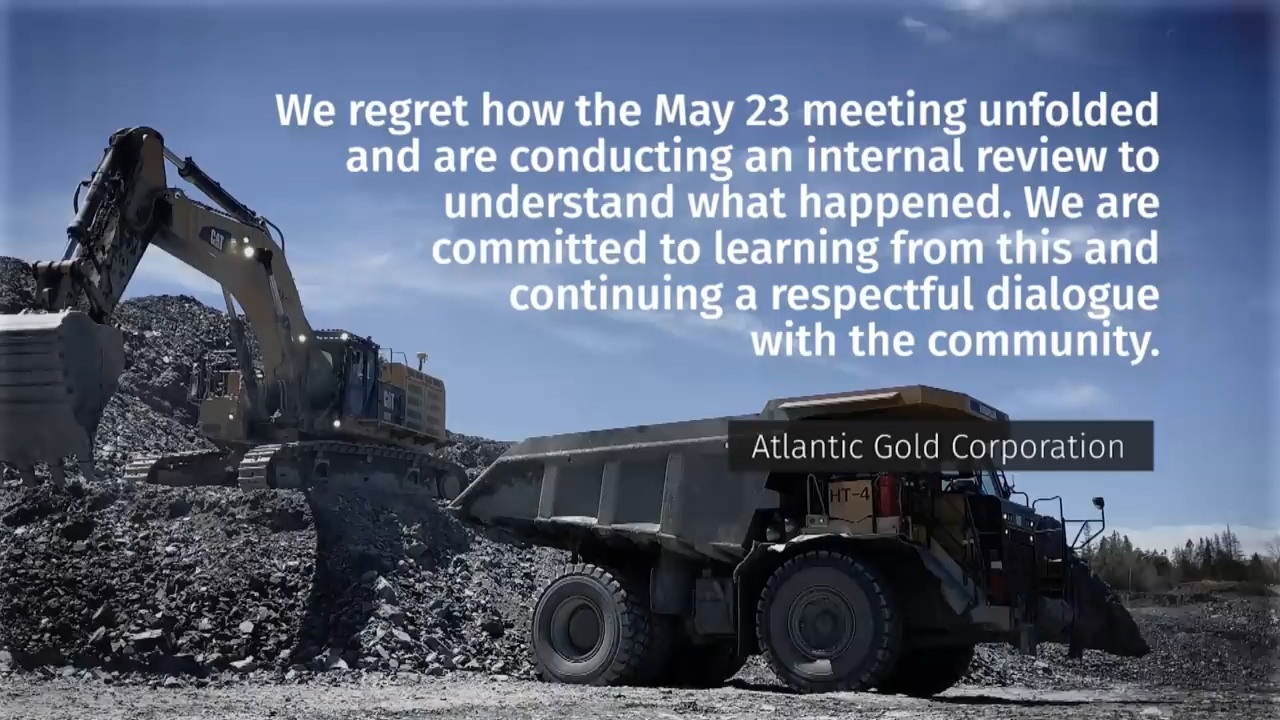 We regret how the May 23 meeting unfolded
and are conducting an internal review to
understand what happened. We are
committed to learning from this and
continuing a respectful dialogue
with the community.
Atlantic Gold Corporation
CAT
CAT
HT-4